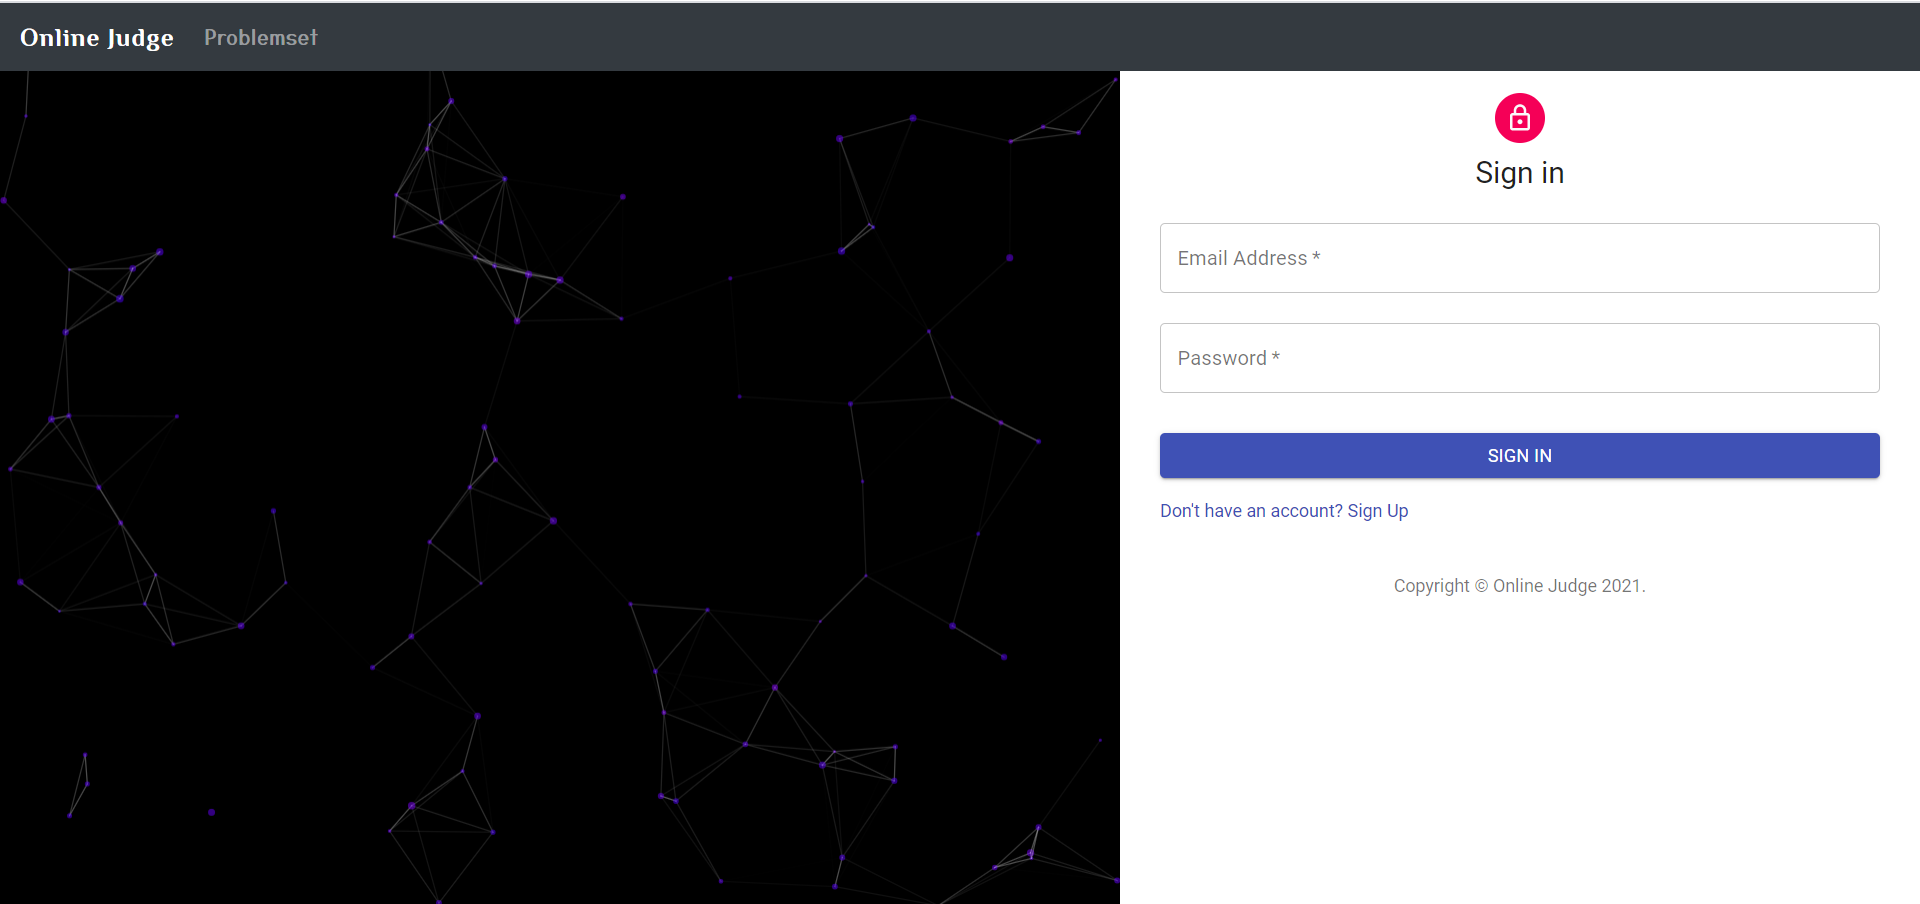 Online Judge Problemset
Sign in
Email Address *
Password *
SIGN IN
Don't have an account? Sign Up
Copyright © Online Judge 2021.